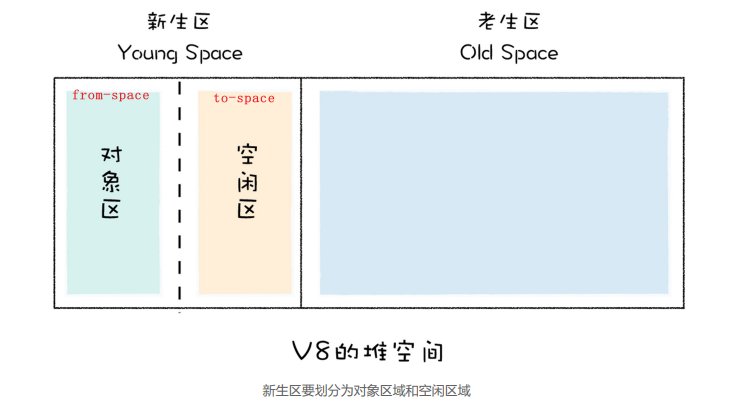 新生区
Young Space
老生区
Old Space
from-space
对象区
to-space
空闲区
V8的堆空间
新生区要划分为对象区域和空闲区域